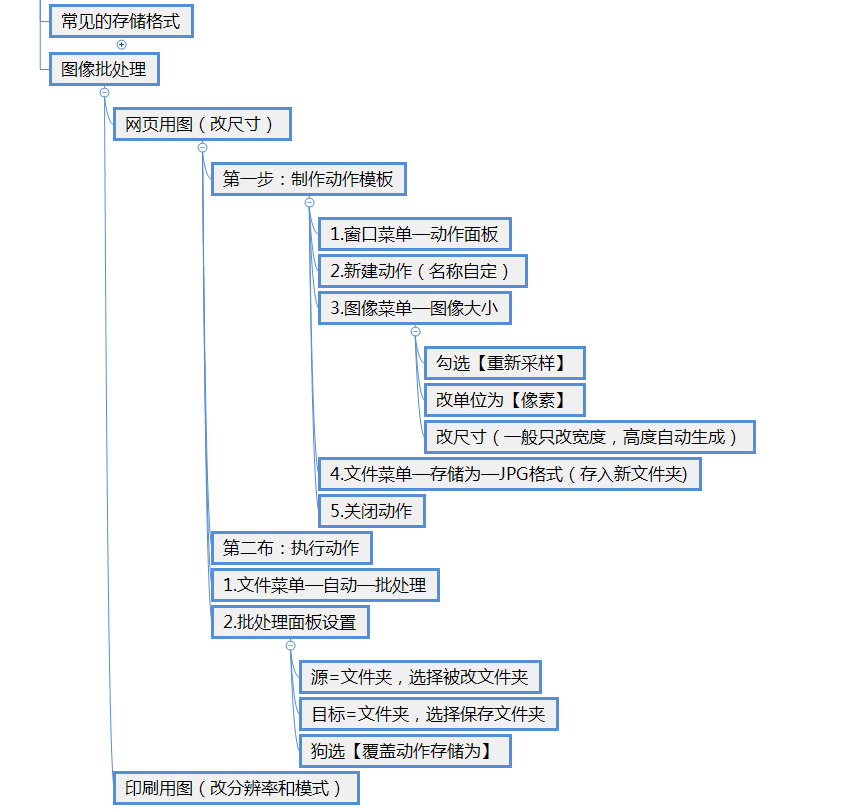 常见的存储格式
图像批处理
网页用图（改尺寸）
第一步：制作动作模板
1.窗口菜单—动作面板
2.新建动作（名称自定）
3.图像菜单—图像大小
勾选【重新采样】
改单位为【像素】
改尺寸（一般只改宽度，高度自动生成）
4.文件菜单—存储为—JPG格式（存入新文件夹)
5.关闭动作
第二布：执行动作
1.文件菜单—自动—批处理
2.批处理面板设置
源=文件夹，选择被改文件夹
目标=文件夹，选择保存文件夹
狗选【覆盖动作存储为】
印刷用图（改分辨率和模式）